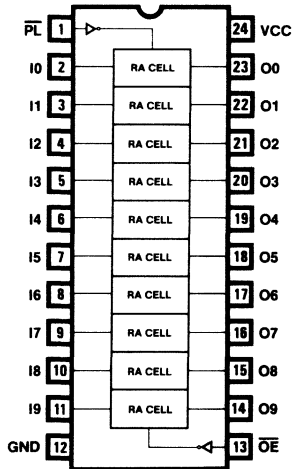 P̅L̅ 1 24 VCC
I0 2 RA CELL 23 O0
I1 3 RA CELL 22 O1
I2 4 RA CELL 21 O2
I3 5 RA CELL 20 O3
I4 6 RA CELL 19 O4
I5 7 RA CELL 18 O5
I6 8 RA CELL 17 O6
I7 9 RA CELL 16 O7
I8 10 RA CELL 15 O8
I9 11 RA CELL 14 O9
GND 12 13 O̅E̅